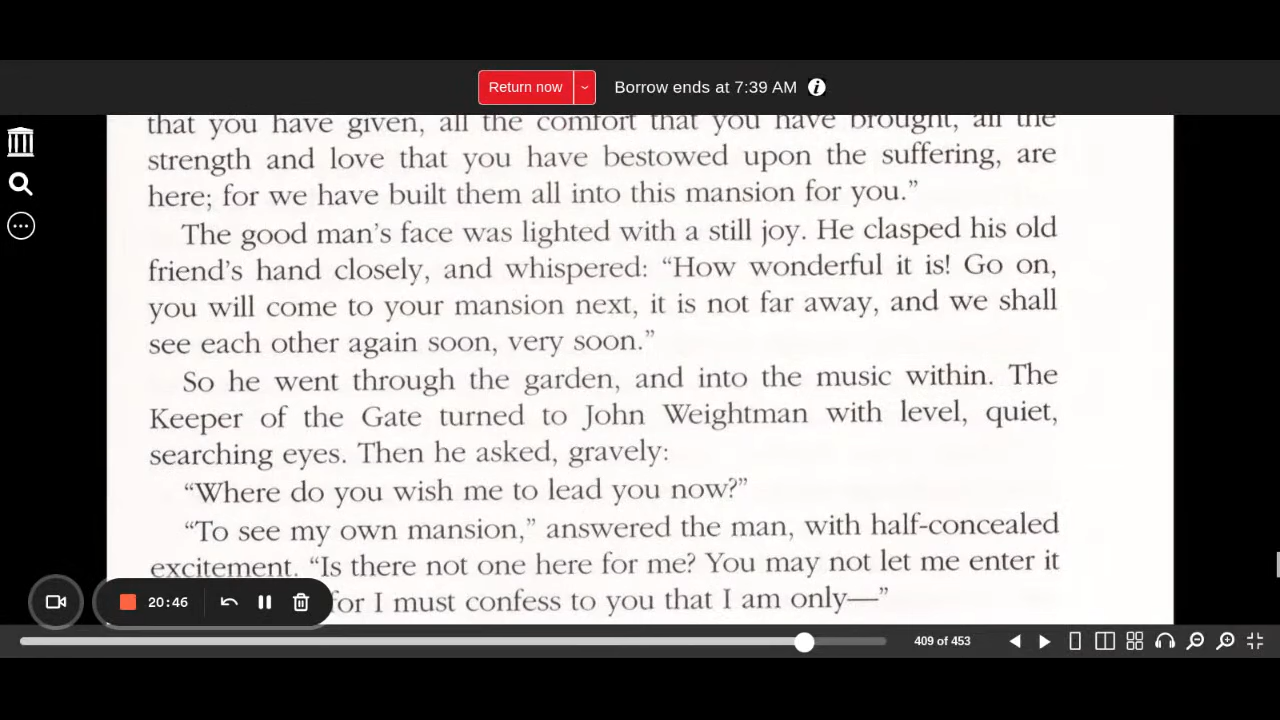 Return now
Borrow ends at 7:39 AM
that you have given, all the comfort that you have brought, all the
strength and love that you have bestowed upon the suffering, are
here; for we have built them all into this mansion for you.”
The good man’s face was lighted with a still joy. He clasped his old
friend’s hand closely, and whispered: “How wonderful it is! Go on,
you will come to your mansion next, it is not far away, and we shall
see each other again soon, very soon.”
So he went through the garden, and into the music within. The
Keeper of the Gate turned to John Weightman with level, quiet,
searching eyes. Then he asked, gravely:
“Where do you wish me to lead you now?”
“To see my own mansion,” answered the man, with half-concealed
excitement. “Is there not one here for me? You may not let me enter it
for I must confess to you that I am only—”
20:46
409 of 453